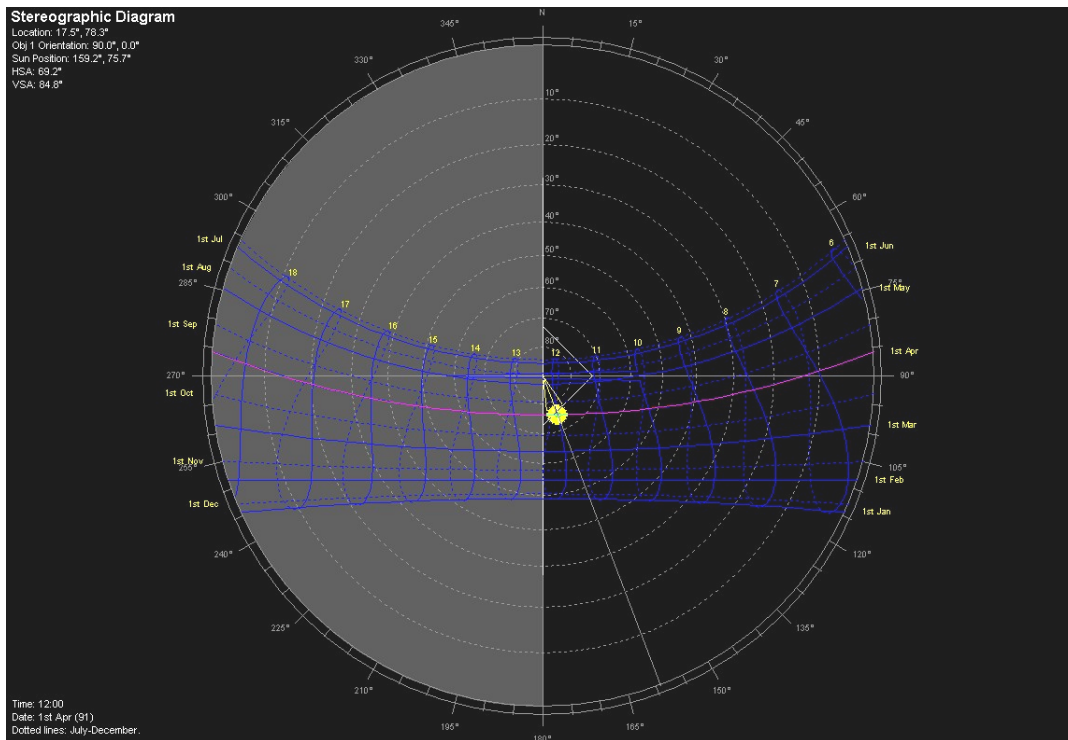 Stereographic Diagram
Location: 17.5°, 78.3°
Obj 1 Orientation: 90.0°, 0.0°
Sun Position: 159.2°, 75.7°
HSA: 69.2°
VSA: 84.8°
N
345° 15°
330° 30°
315° 45°
300° 60°
285° 75°
270° 90°
255° 105°
240° 120°
225° 135°
210° 150°
195° 165°
180°
10°
20°
30°
40°
50°
60°
70°
80°
1st Jul
1st Aug
1st Sep
1st Oct
1st Nov
1st Dec
1st Jun
1st May
1st Apr
1st Mar
1st Feb
1st Jan
18 17 16 15 14 13 12 11 10 9 8 7 6
Time: 12:00
Date: 1st Apr (91)
Dotted lines: July-December.